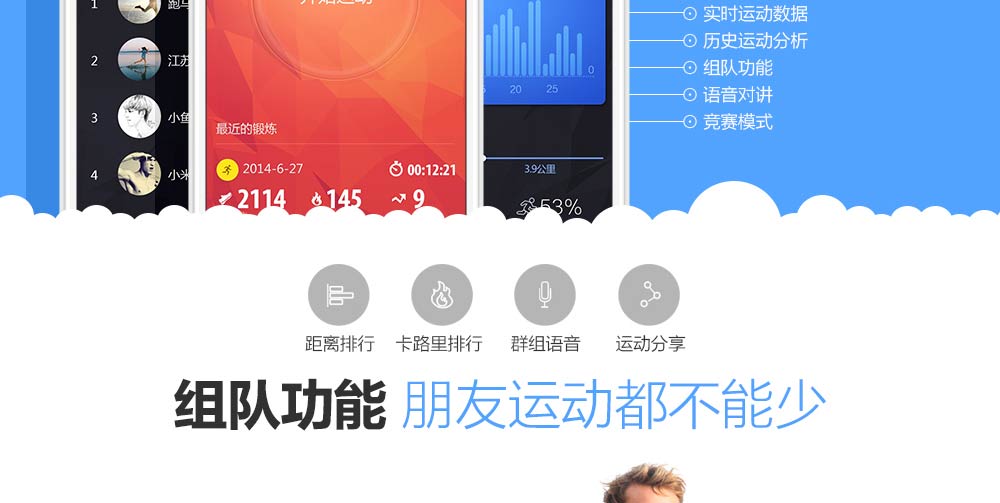 1 跑马
2 江苏
3 小鱼
4 小米
开始运动
最近的锻炼
2014-6-27 00:12:21
2114 145 9
0
5 20 25
3.9公里
53%
实时运动数据
历史运动分析
组队功能
语音对讲
竞赛模式
距离排行 卡路里排行 群组语音 运动分享
组队功能 朋友运动都不能少